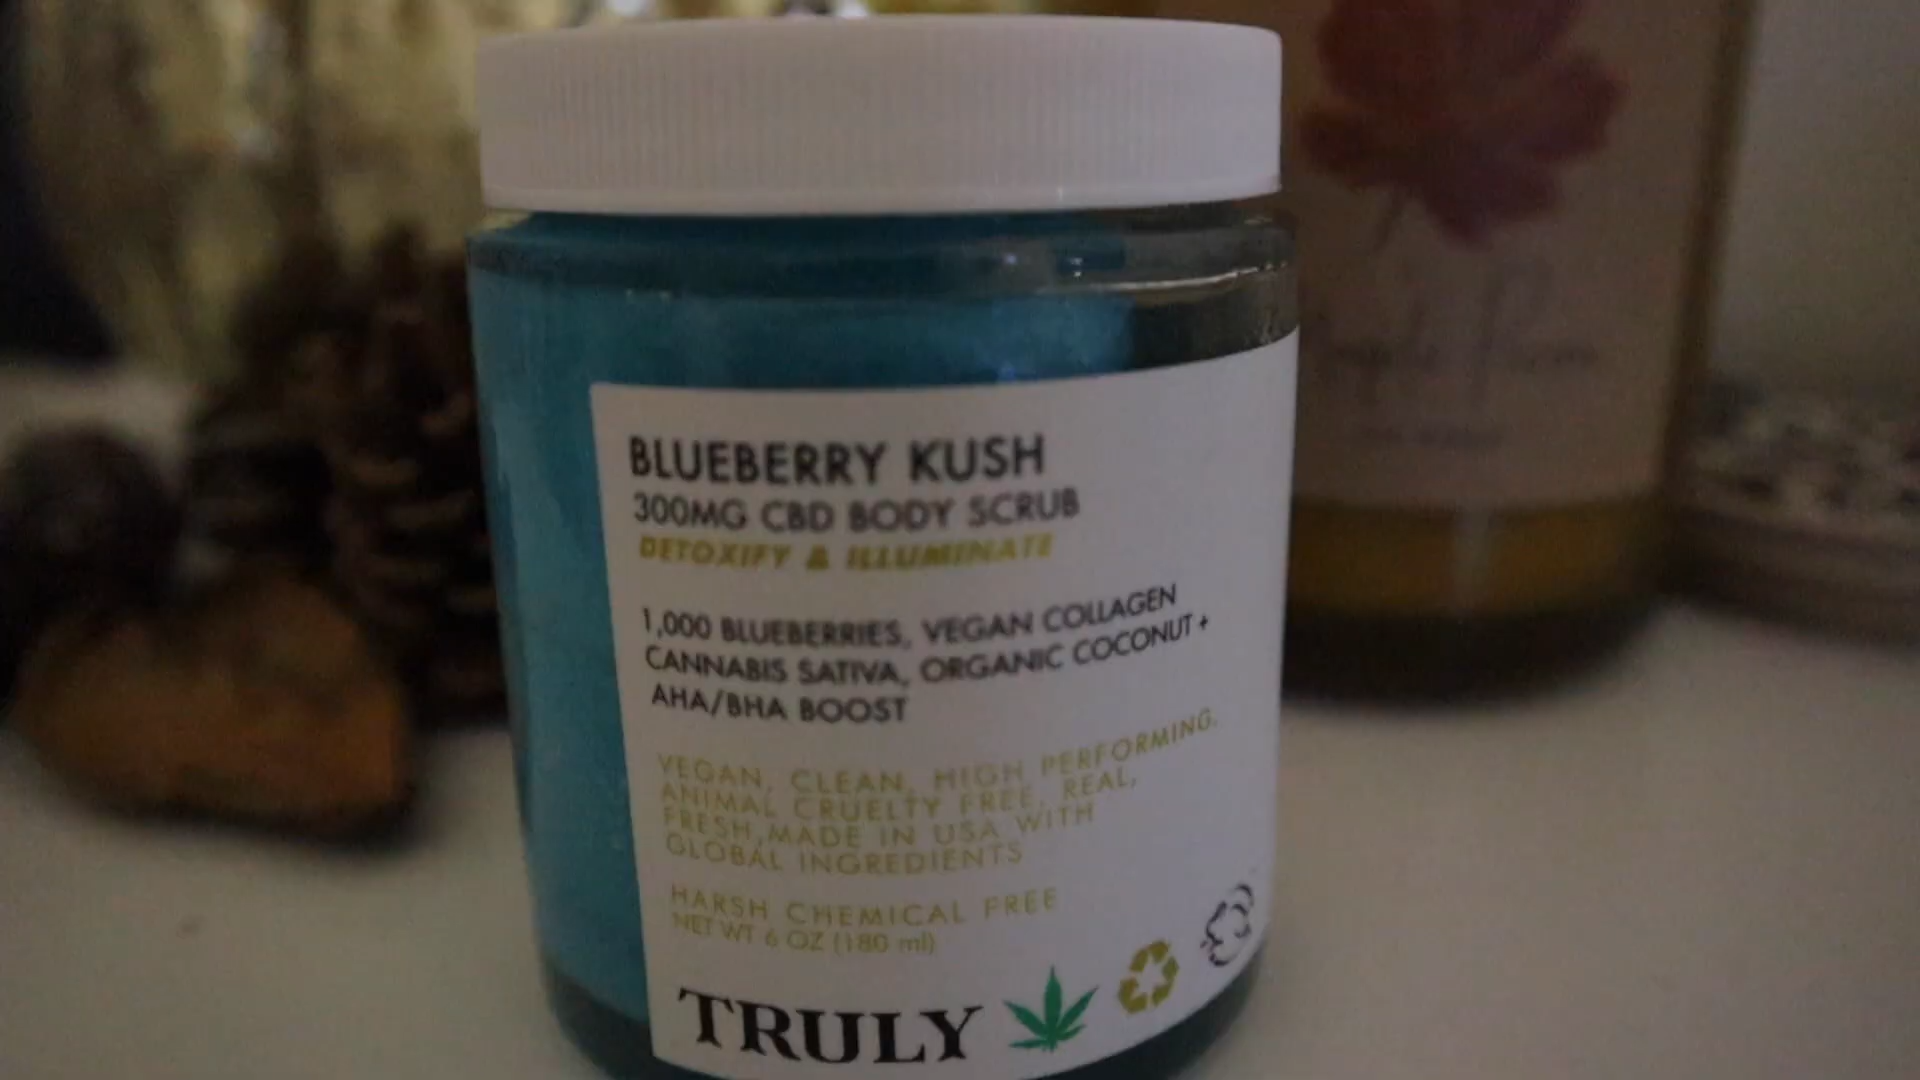 BLUEBERRY KUSH
300MG CBD BODY SCRUB
DETOXIFY & ILLUMINATE
1,000 BLUEBERRIES, VEGAN COLLAGEN
CANNABIS SATIVA, ORGANIC COCONUT +
AHA/BHA BOOST
VEGAN, CLEAN, HIGH PERFORMING.
ANIMAL CRUELTY FREE, REAL,
FRESH,MADE IN USA WITH
GLOBAL INGREDIENTS
HARSH CHEMICAL FREE
NET WT 6 OZ (180 ml)
TRULY